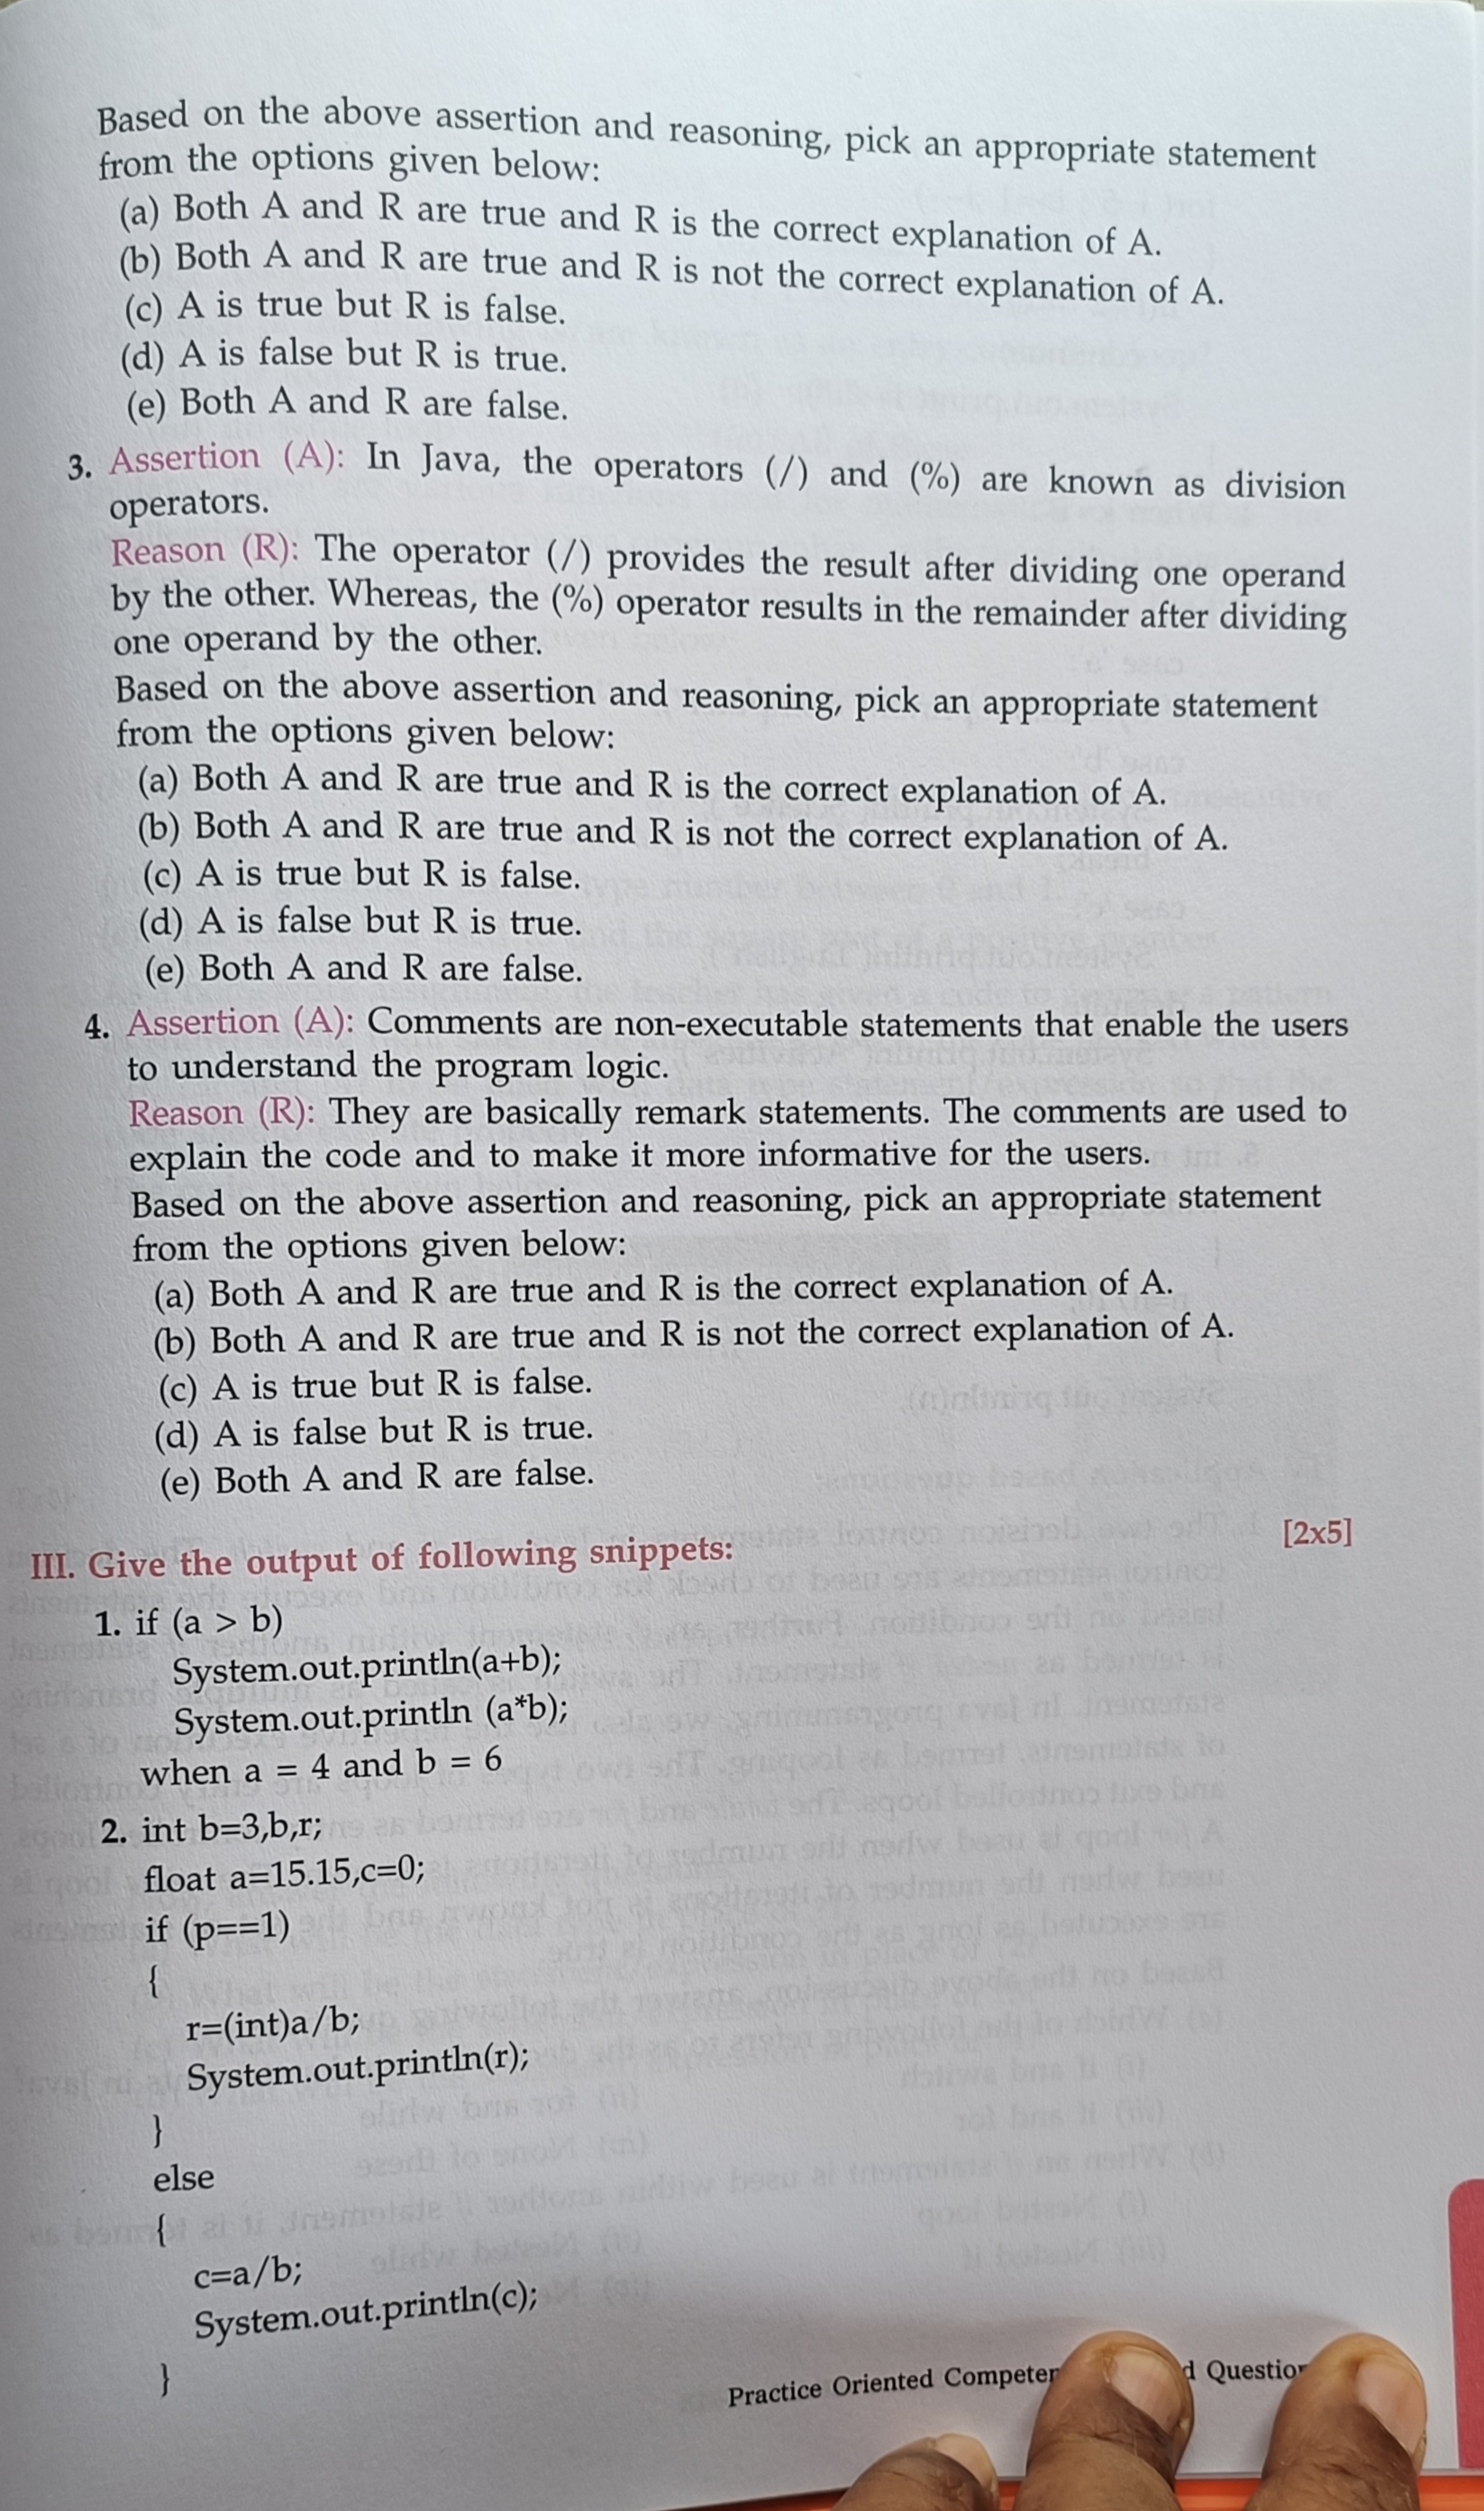 Based on the above assertion and reasoning, pick an appropriate statement
from the options given below:
(a) Both A and R are true and R is the correct explanation of A.
(b) Both A and R are true and R is not the correct explanation of A.
(c) A is true but R is false.
(d) A is false but R is true.
(e) Both A and R are false.
3. Assertion (A): In Java, the operators (/) and (%) are known as division
operators.
Reason (R): The operator (/) provides the result after dividing one operand
by the other. Whereas, the (%) operator results in the remainder after dividing
one operand by the other.
Based on the above assertion and reasoning, pick an appropriate statement
from the options given below:
(a) Both A and R are true and R is the correct explanation of A.
(b) Both A and R are true and R is not the correct explanation of A.
(c) A is true but R is false.
(d) A is false but R is true.
(e) Both A and R are false.
4. Assertion (A): Comments are non-executable statements that enable the users
to understand the program logic.
Reason (R): They are basically remark statements. The comments are used to
explain the code and to make it more informative for the users.
Based on the above assertion and reasoning, pick an appropriate statement
from the options given below:
(a) Both A and R are true and R is the correct explanation of A.
(b) Both A and R are true and R is not the correct explanation of A.
(c) A is true but R is false.
(d) A is false but R is true.
(e) Both A and R are false.
III. Give the output of following snippets: [2x5]
1. if (a > b)
System.out.println(a+b);
System.out.println (a*b);
when a = 4 and b = 6
2. int b=3,b,r;
float a=15.15,c=0;
if (p==1)
{
r=(int)a/b;
System.out.println(r);
}
else
{
c=a/b;
System.out.println(c);
}
Practice Oriented